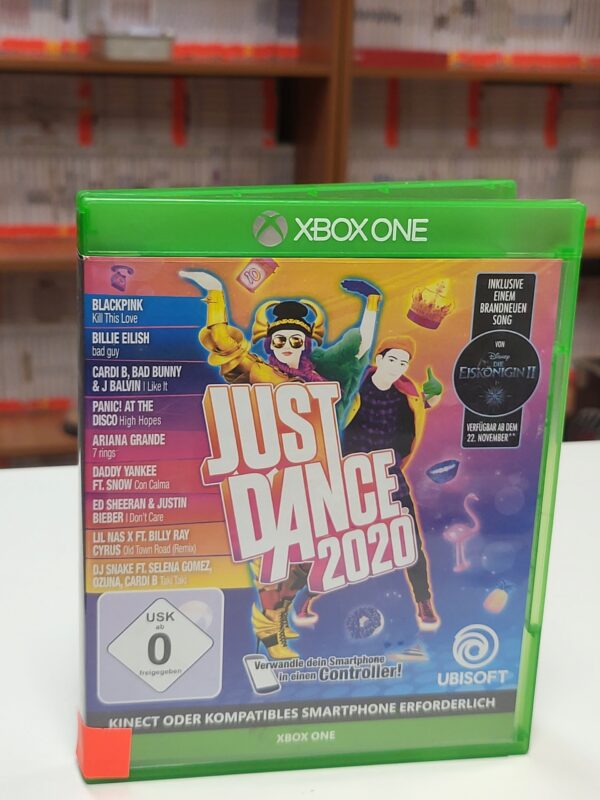 XBOX ONE
BLACKPINK
Kill This Love
BILLIE EILISH
bad guy
CARDI B, BAD BUNNY
& J BALVIN I Like It
PANIC! AT THE
DISCO High Hopes
ARIANA GRANDE
7 rings
DADDY YANKEE
FT. SNOW Con Calma
ED SHEERAN & JUSTIN
BIEBER I Don't Care
LIL NAS X FT. BILLY RAY
CYRUS Old Town Road (Remix)
DJ SNAKE FT. SELENA GOMEZ,
OZUNA, CARDI B Taki Taki
INKLUSIVE
EINEM
BRANDNEUEN
SONG
VON
Disney
DIE
EISKÖNIGIN II
VERFÜGBAR AB DEM
22. NOVEMBER**
JUST
DANCE
2020
USK
ab
0
freigegeben
Verwandle dein Smartphone
in einen Controller!
UBISOFT
KINECT ODER KOMPATIBLES SMARTPHONE ERFORDERLICH
XBOX ONE